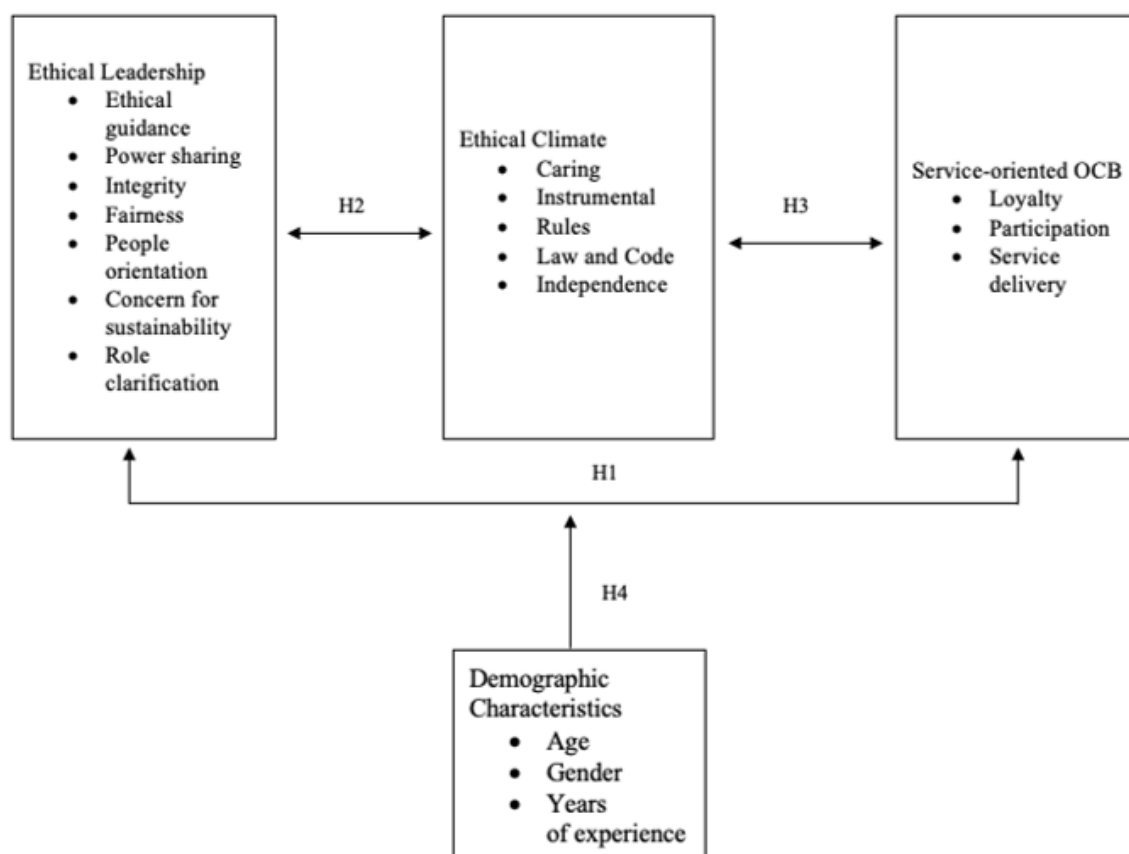 Ethical Leadership
• Ethical
guidance
• Power sharing
• Integrity
• Fairness
• People
orientation
• Concern for
sustainability
• Role
clarification
H2
Ethical Climate
• Caring
• Instrumental
• Rules
• Law and Code
• Independence
H3
Service-oriented OCB
• Loyalty
• Participation
• Service
delivery
H1
H4
Demographic
Characteristics
• Age
• Gender
• Years
of experience